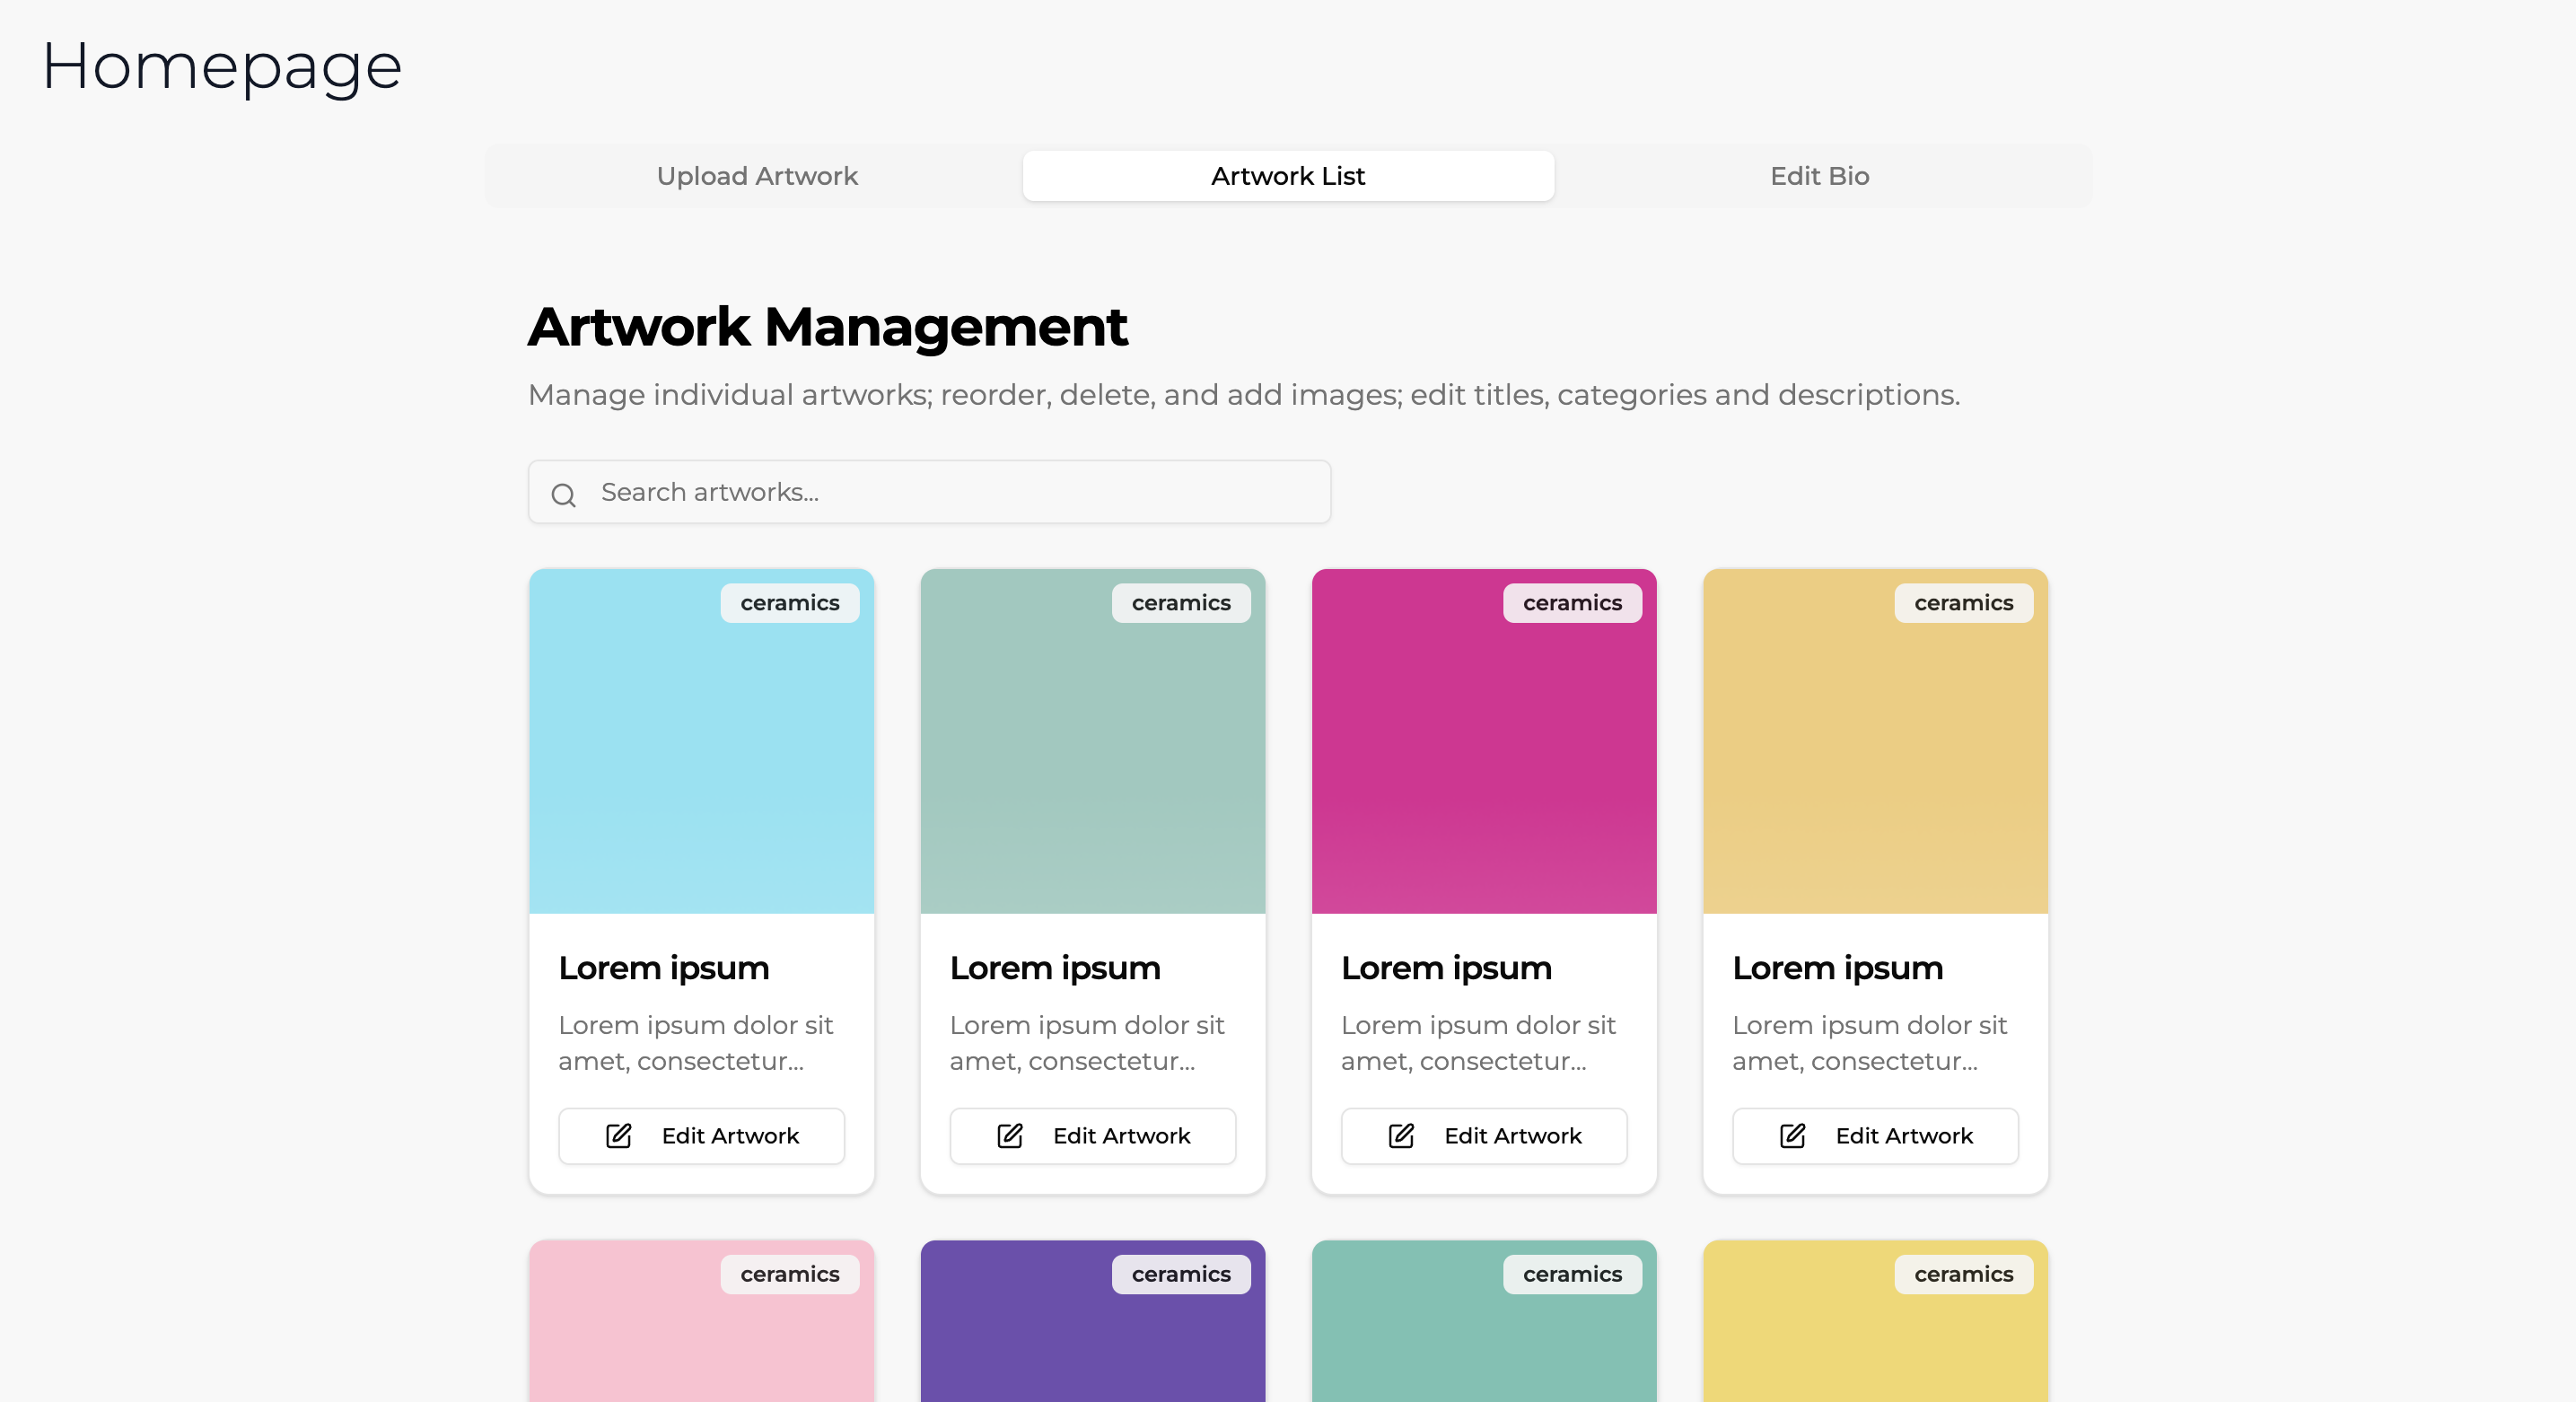 Homepage
Upload Artwork
Artwork List
Edit Bio
Artwork Management
Manage individual artworks; reorder, delete, and add images; edit titles, categories and descriptions.
Search artworks...
ceramics
Lorem ipsum
Lorem ipsum dolor sit
amet, consectetur...
Edit Artwork
ceramics
Lorem ipsum
Lorem ipsum dolor sit
amet, consectetur...
Edit Artwork
ceramics
Lorem ipsum
Lorem ipsum dolor sit
amet, consectetur...
Edit Artwork
ceramics
Lorem ipsum
Lorem ipsum dolor sit
amet, consectetur...
Edit Artwork
ceramics
ceramics
ceramics
ceramics